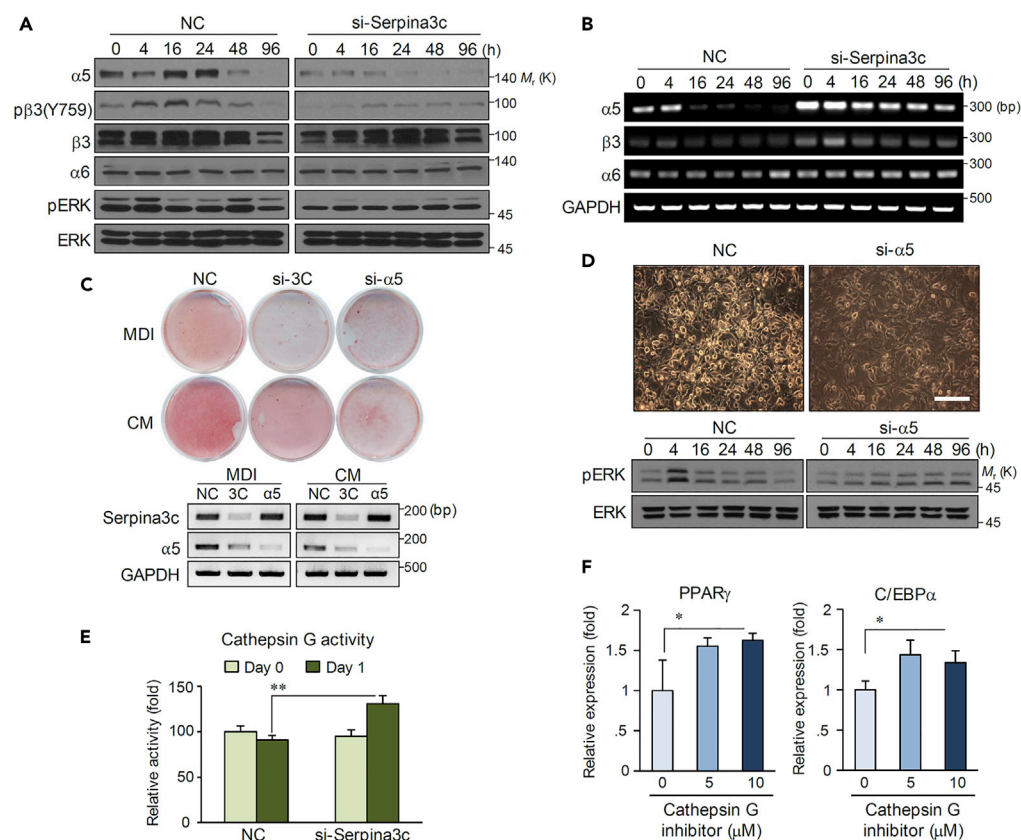 A
NC si-Serpina3c
0 4 16 24 48 96 0 4 16 24 48 96 (h)
α5 140 Mr (K)
pβ3(Y759) 100
β3 100
140
α6
pERK 45
ERK 45
B
NC si-Serpina3c
0 4 16 24 48 96 0 4 16 24 48 96 (h)
α5 300 (bp)
β3 300
300
α6
500
GAPDH
C
NC si-3C si-α5
MDI
CM
MDI CM
NC 3C α5 NC 3C α5
Serpina3c 200 (bp)
α5 200
GAPDH 500
D
NC si-α5
NC si-α5
0 4 16 24 48 96 0 4 16 24 48 96 (h)
pERK Mr (K)
45
ERK 45
E
Cathepsin G activity
Day 0 Day 1
Relative activity (fold)
150
**
100
50
0
NC si-Serpina3c
F
PPARγ
Relative expression (fold)
2
*
1.5
1
.5
0
0 5 10
Cathepsin G
inhibitor (μM)
C/EBPα
Relative expression (fold)
2
*
1.5
1
.5
0
0 5 10
Cathepsin G
inhibitor (μM)